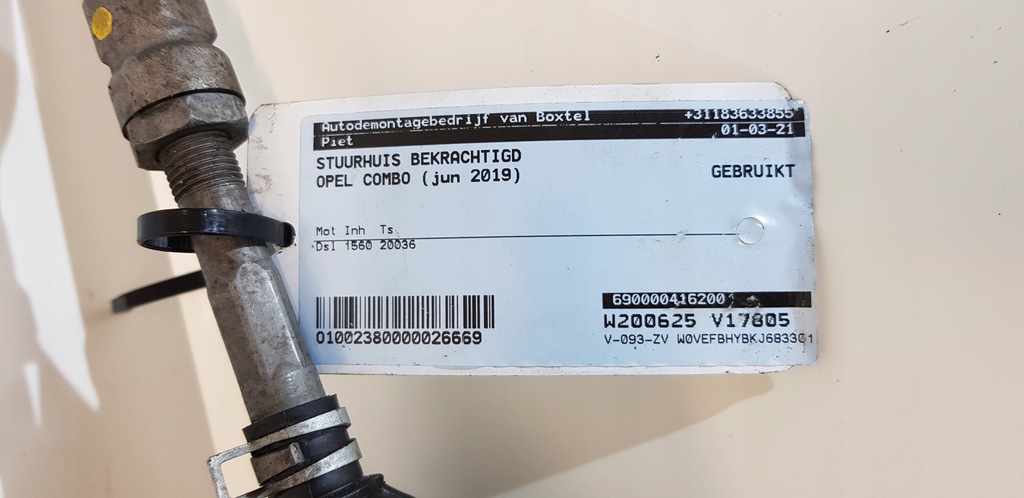 Autodemontagebedrijf van Boxtel +31183633855
Piet 01-03-21
STUURHUIS BEKRACHTIGD
OPEL COMBO (jun 2019) GEBRUIKT
Mot Inh Ts
Dsl 1560 20036
690000416200
01002380000026669
W200625 V17805
V-093-ZV W0VEFBHYBKJ683301